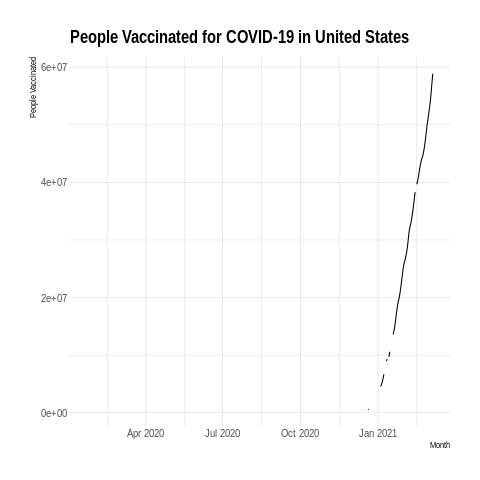 People Vaccinated for COVID-19 in United States
People Vaccinated
6e+07
4e+07
2e+07
0e+00
Apr 2020 Jul 2020 Oct 2020 Jan 2021
Month